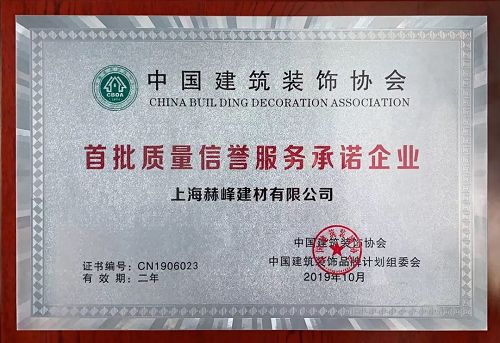 CBDA
中国建筑装饰协会
CHINA BUILDING DECORATION ASSOCIATION
首批质量信誉服务承诺企业
上海赫峰建材有限公司
中国建筑装饰协会
证书编号：CN1906023
中国建筑装饰品牌计划组委会
有效期：二年
2019年10月